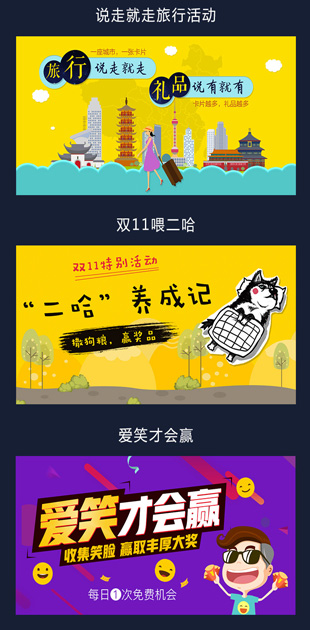 说走就走旅行活动
一座城市，一张卡片
旅行说走就走
礼品说有就有
卡片越多，礼品越多
双11喂二哈
双11特别活动
“二哈”养成记
撒狗粮，赢奖品
爱笑才会赢
爱笑才会赢
收集笑脸 赢取丰厚大奖
每日1次免费机会